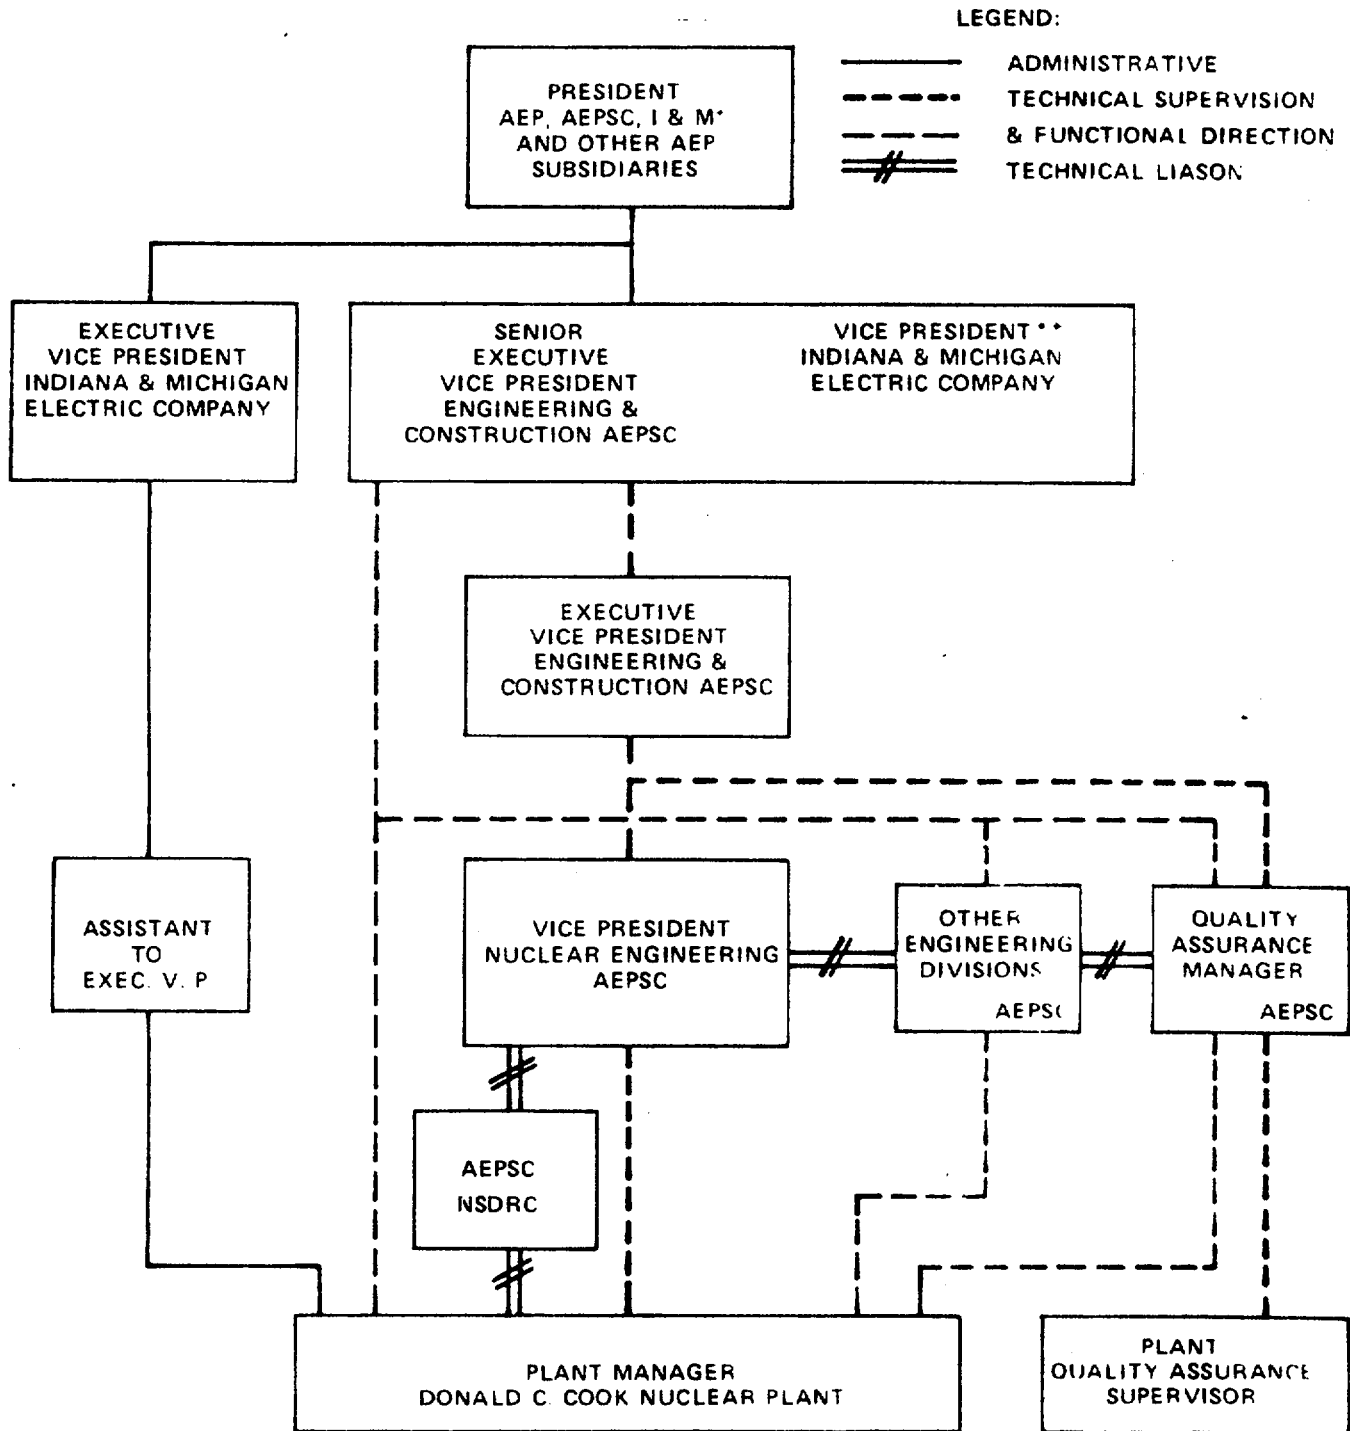 LEGEND:
ADMINISTRATIVE
TECHNICAL SUPERVISION
& FUNCTIONAL DIRECTION
TECHNICAL LIASON
PRESIDENT
AEP, AEPSC, I & M*
AND OTHER AEP
SUBSIDIARIES
EXECUTIVE
VICE PRESIDENT
INDIANA & MICHIGAN
ELECTRIC COMPANY
SENIOR
EXECUTIVE
VICE PRESIDENT
ENGINEERING &
CONSTRUCTION AEPSC
VICE PRESIDENT **
INDIANA & MICHIGAN
ELECTRIC COMPANY
EXECUTIVE
VICE PRESIDENT
ENGINEERING &
CONSTRUCTION AEPSC
ASSISTANT
TO
EXEC. V. P
VICE PRESIDENT
NUCLEAR ENGINEERING
AEPSC
OTHER
ENGINEERING
DIVISIONS
AEPSC
QUALITY
ASSURANCE
MANAGER
AEPSC
AEPSC
NSDRC
PLANT MANAGER
DONALD C. COOK NUCLEAR PLANT
PLANT
QUALITY ASSURANCE
SUPERVISOR